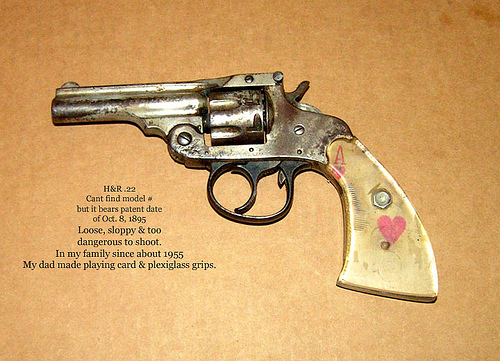 H&R .22
Cant find model #
but it bears patent date
of Oct. 8, 1895
Loose, sloppy & too
dangerous to shoot.
In my family since about 1955
My dad made playing card & plexiglass grips.
A